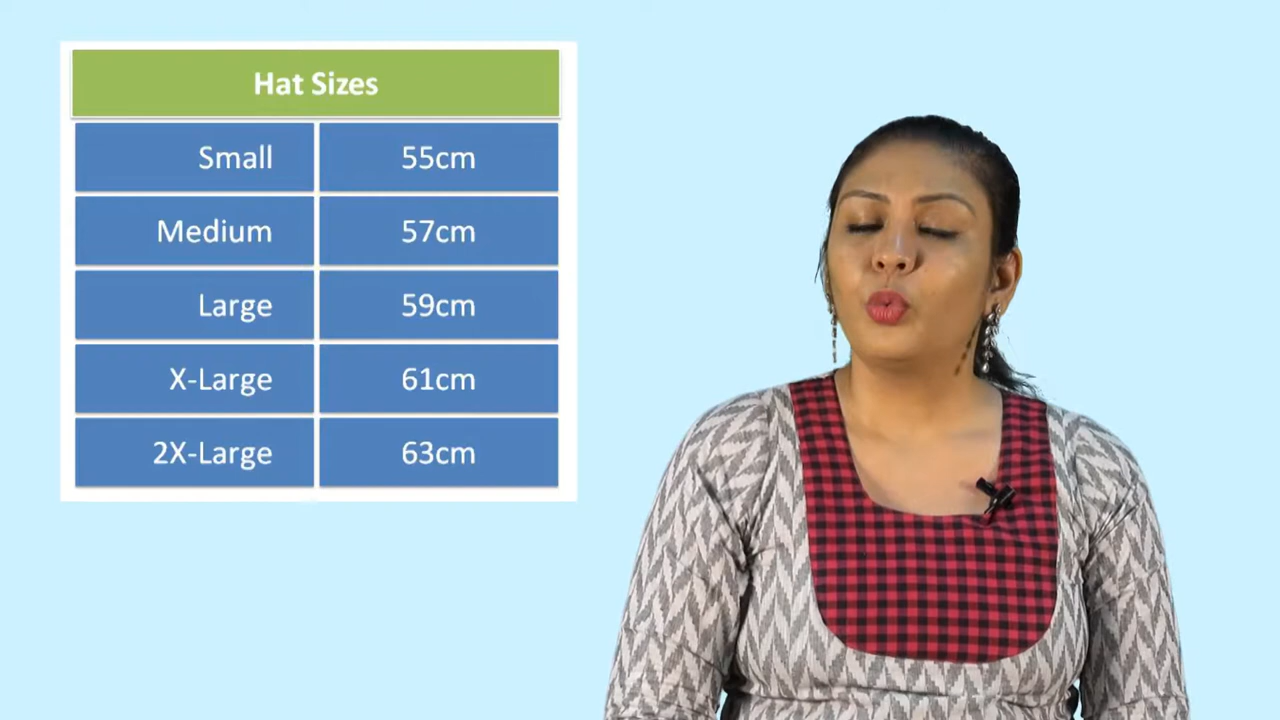 Hat Sizes
Small 55cm
Medium 57cm
Large 59cm
X-Large 61cm
2X-Large 63cm